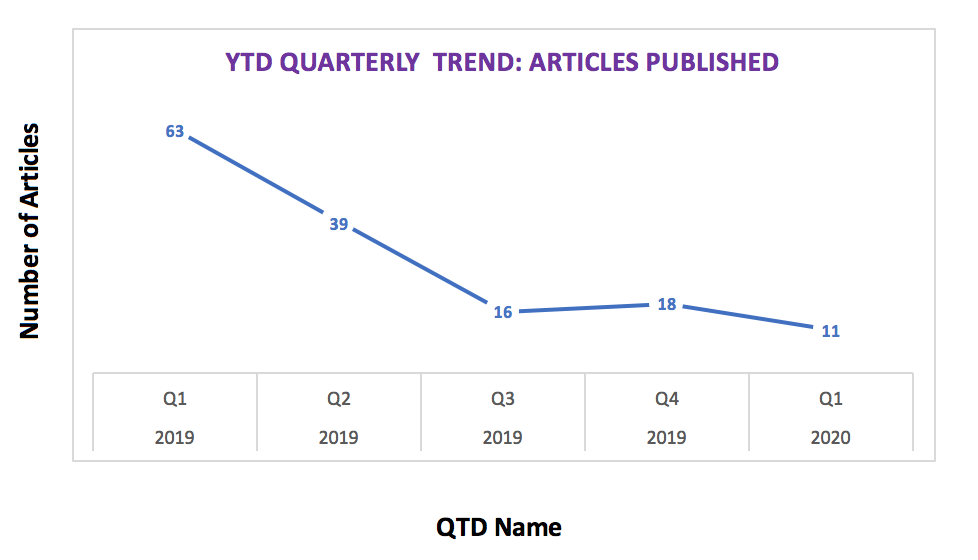 YTD QUARTERLY  TREND: ARTICLES PUBLISHED
Number of Articles
63
39
16
18
11
Q1
Q2
Q3
Q4
Q1
2019
2019
2019
2019
2020
QTD Name